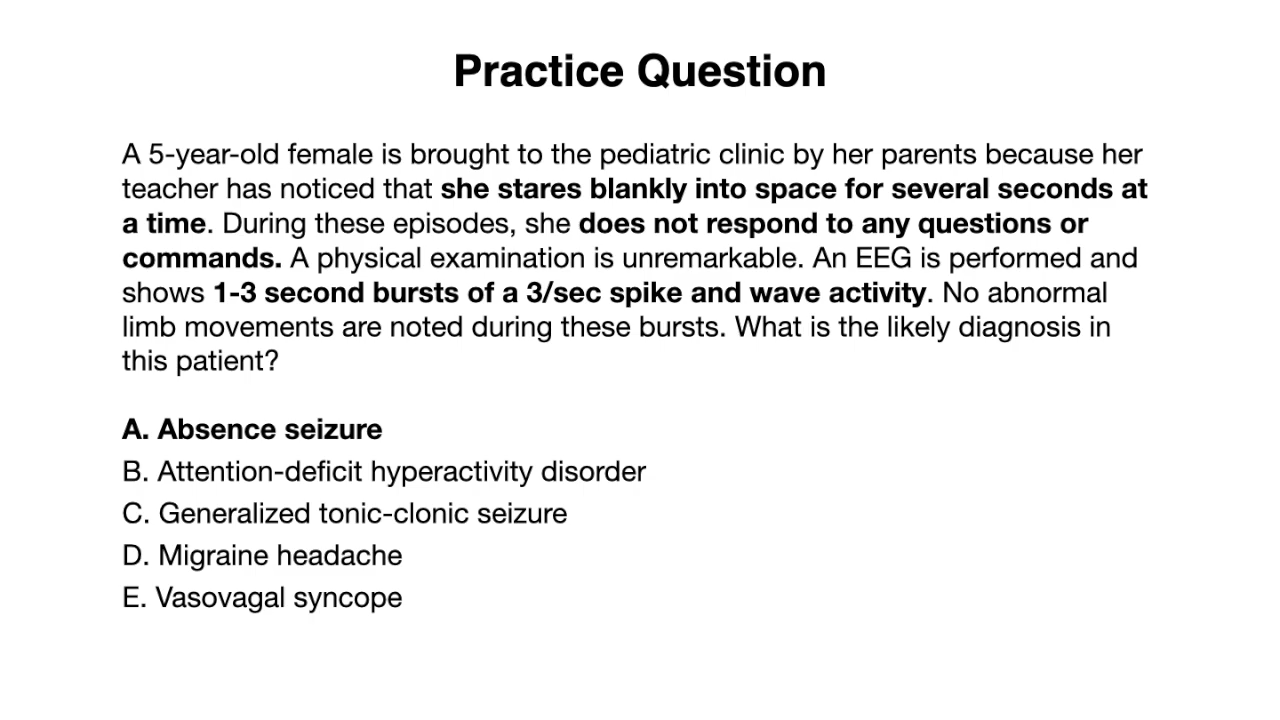 Practice Question
A 5-year-old female is brought to the pediatric clinic by her parents because her
teacher has noticed that she stares blankly into space for several seconds at
a time. During these episodes, she does not respond to any questions or
commands. A physical examination is unremarkable. An EEG is performed and
shows 1-3 second bursts of a 3/sec spike and wave activity. No abnormal
limb movements are noted during these bursts. What is the likely diagnosis in
this patient?
A. Absence seizure
B. Attention-deficit hyperactivity disorder
C. Generalized tonic-clonic seizure
D. Migraine headache
E. Vasovagal syncope